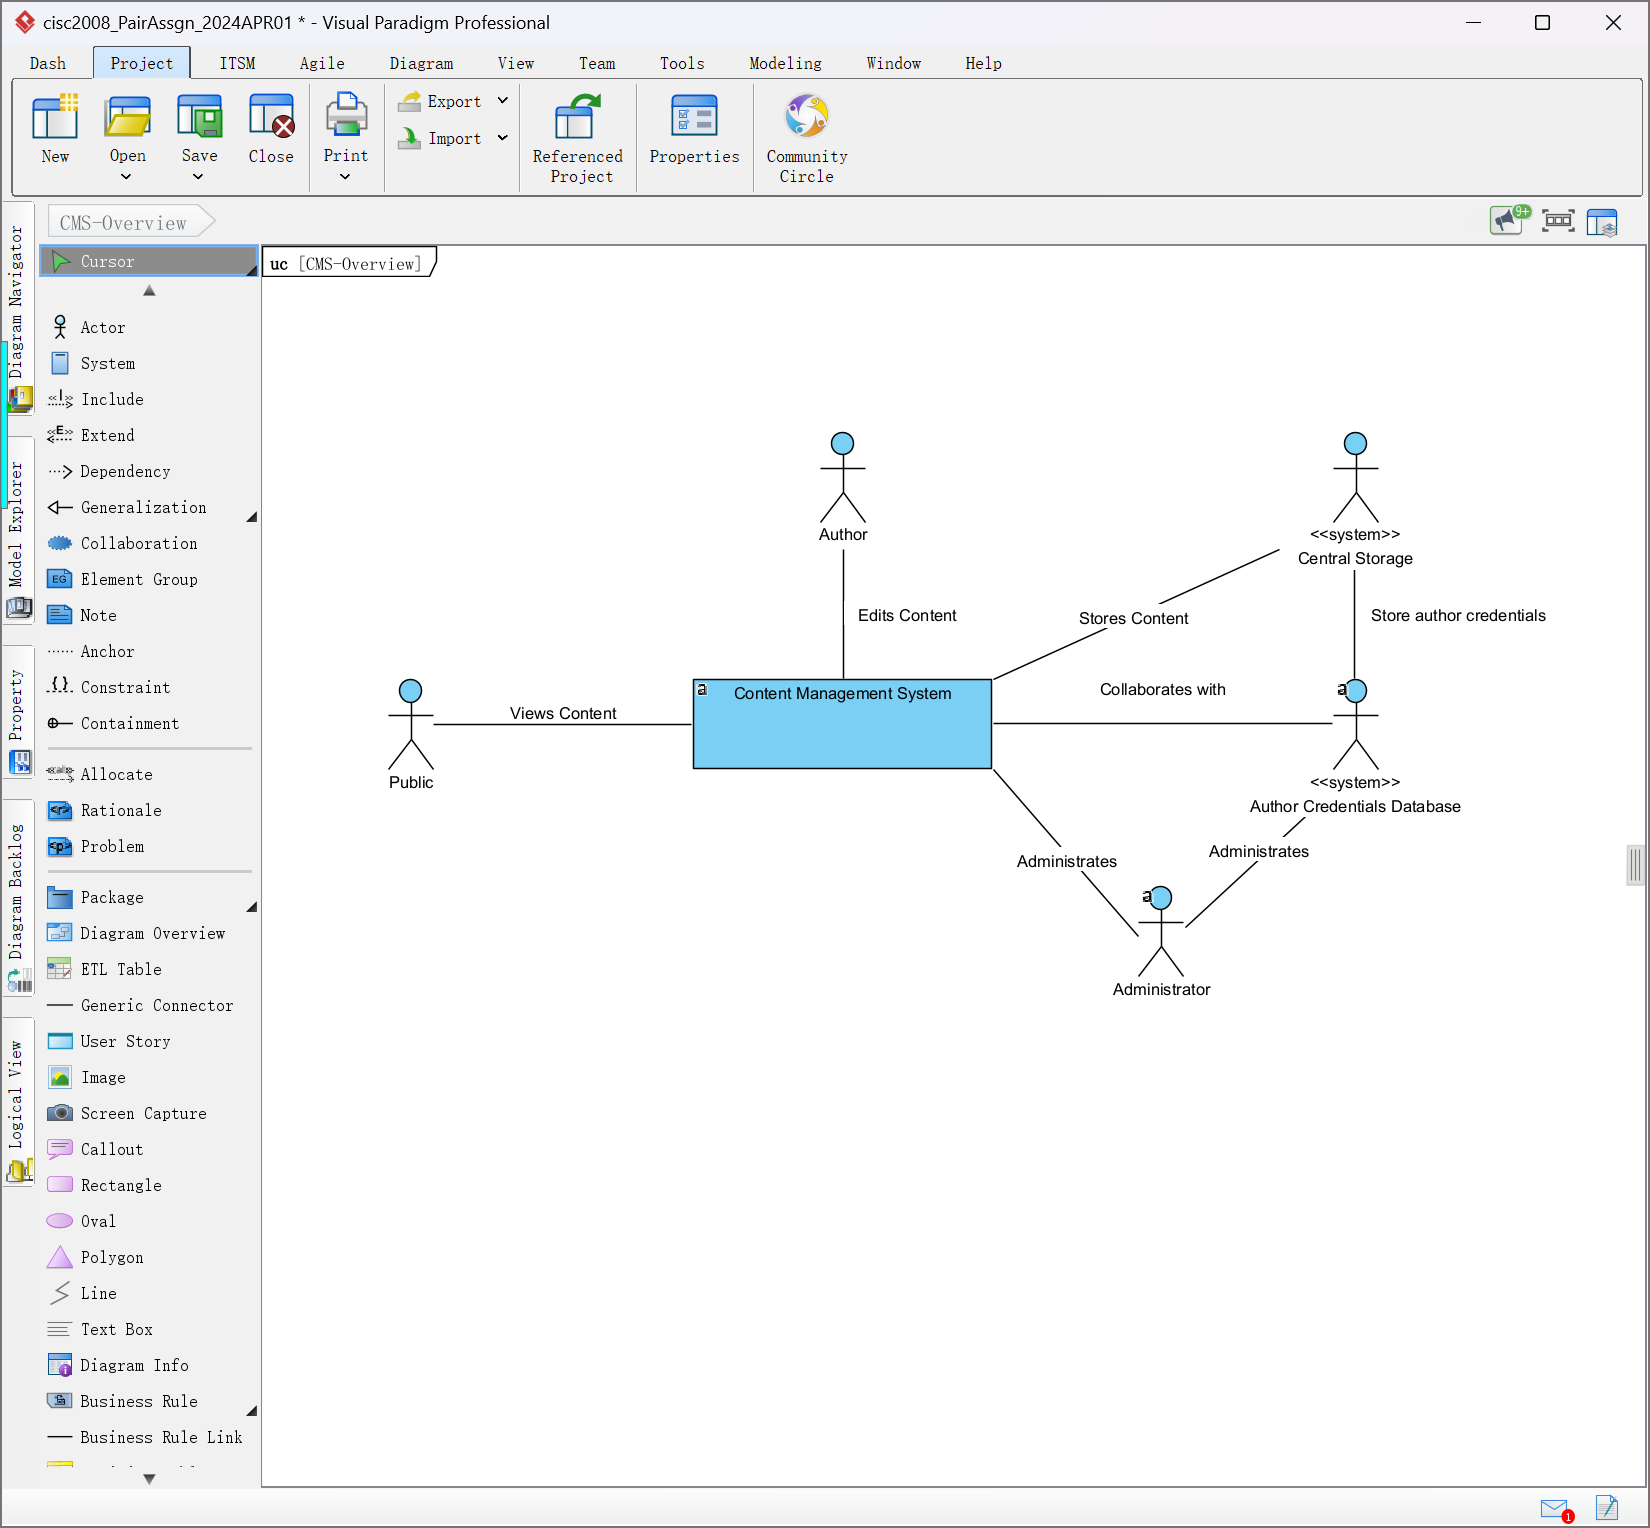 cisc2008_PairAssgn_2024APR01 * - Visual Paradigm Professional
Dash
Project
ITSM
Agile
Diagram
View
Team
Tools
Modeling
Window
Help
New
Open
Save
Close
Print
Export
Import
Referenced
Project
Properties
Community
Circle
CMS-Overview
9+
Diagram Navigator
Model Explorer
Property
Diagram Backlog
Logical View
Cursor
Actor
System
Include
Extend
Dependency
Generalization
Collaboration
EG
Element Group
Note
Anchor
Constraint
Containment
Allocate
Rationale
Problem
Package
Diagram Overview
ETL Table
Generic Connector
User Story
Image
Screen Capture
Callout
Rectangle
Oval
Polygon
Line
Text Box
Diagram Info
Business Rule
Business Rule Link
uc [CMS-Overview]
Author
<<system>>
Central Storage
Edits Content
Stores Content
Store author credentials
a
Content Management System
Collaborates with
a
Views Content
Public
<<system>>
Author Credentials Database
Administrates
Administrates
a
Administrator
1